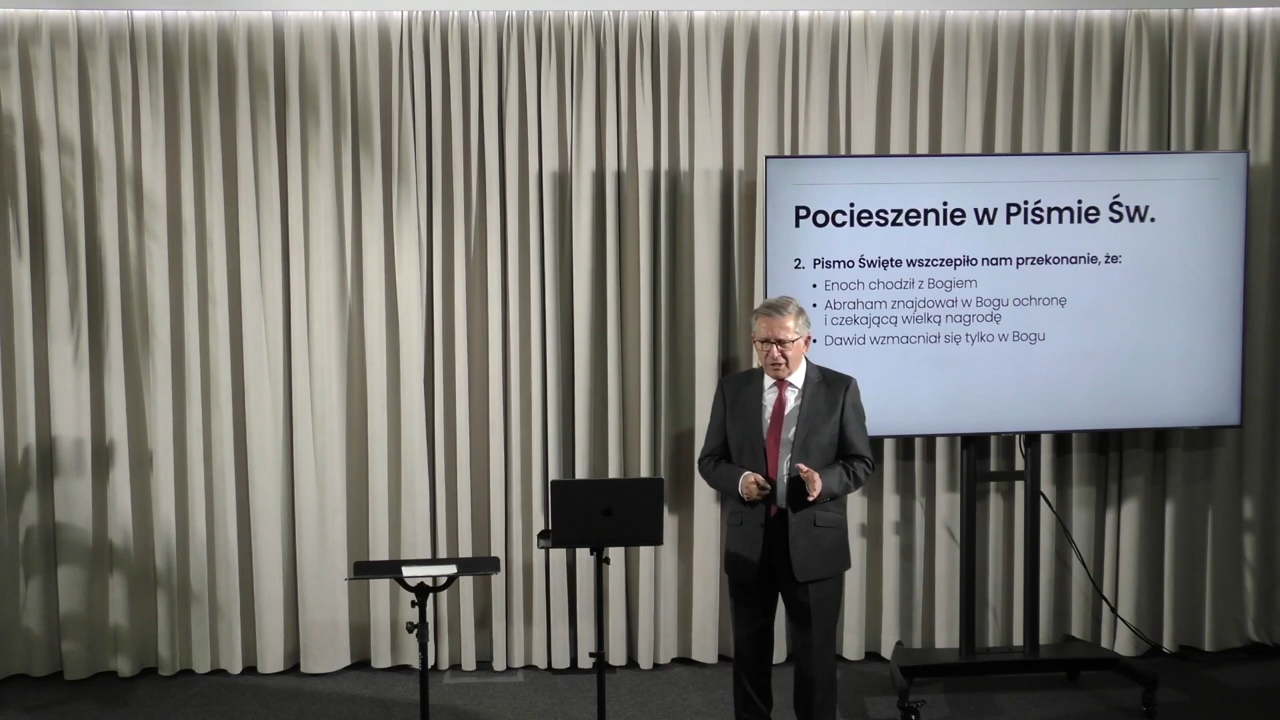 Pocieszenie w Piśmie Św.
2. Pismo Święte wszczepiło nam przekonanie, że:
• Enoch chodził z Bogiem
• Abraham znajdował w Bogu ochronę
i czekającą wielką nagrodę
• Dawid wzmacniał się tylko w Bogu